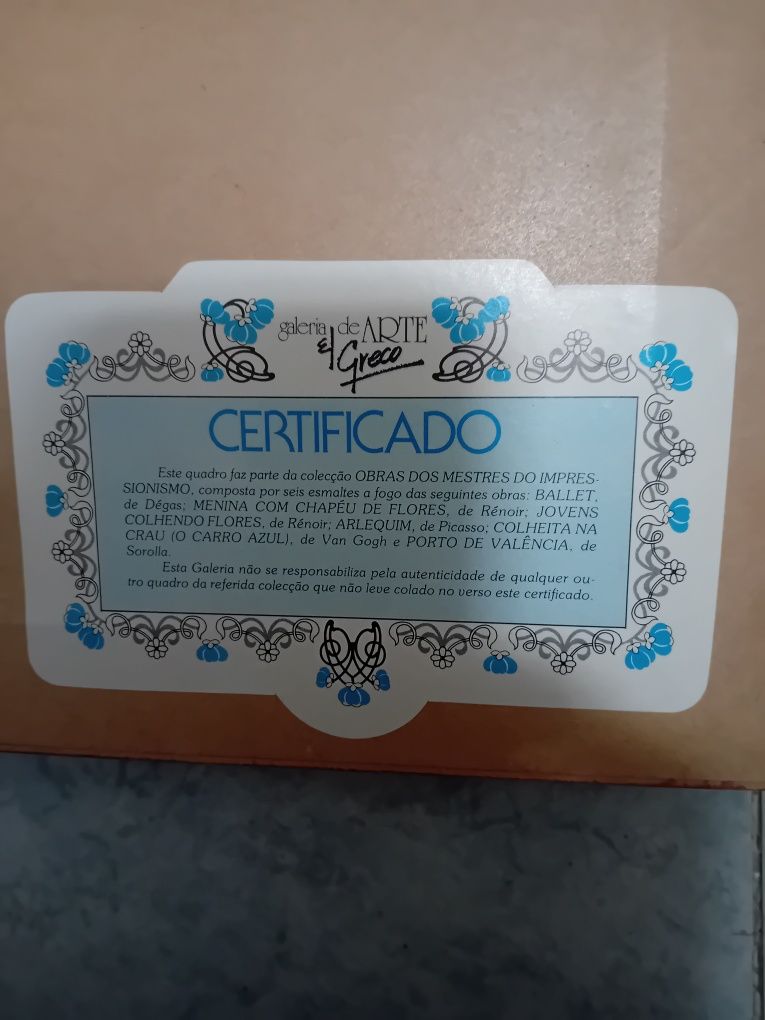 galeria de ARTE
El Greco
CERTIFICADO
Este quadro faz parte da colecção OBRAS DOS MESTRES DO IMPRES-
SIONISMO, composta por seis esmaltes a fogo das seguintes obras: BALLET,
de Dégas; MENINA COM CHAPÉU DE FLORES, de Rénoir; JOVENS
COLHENDO FLORES, de Rénoir; ARLEQUIM, de Picasso; COLHEITA NA
CRAU (O CARRO AZUL), de Van Gogh e PORTO DE VALÊNCIA, de
Sorolla.
Esta Galeria não se responsabiliza pela autenticidade de qualquer ou-
tro quadro da referida colecção que não leve colado no verso este certificado.